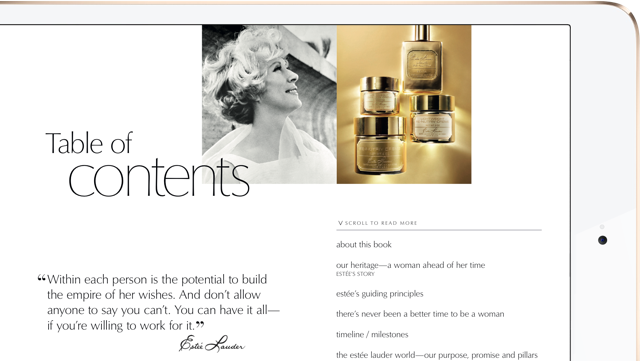 Table of
contents
V SCROLL TO READ MORE
about this book
our heritage—a woman ahead of her time
ESTÉE'S STORY
estée's guiding principles
there's never been a better time to be a woman
timeline / milestones
the estée lauder world—our purpose, promise and pillars
“Within each person is the potential to build
the empire of her wishes. And don’t allow
anyone to say you can’t. You can have it all—
if you’re willing to work for it.”
Estée Lauder